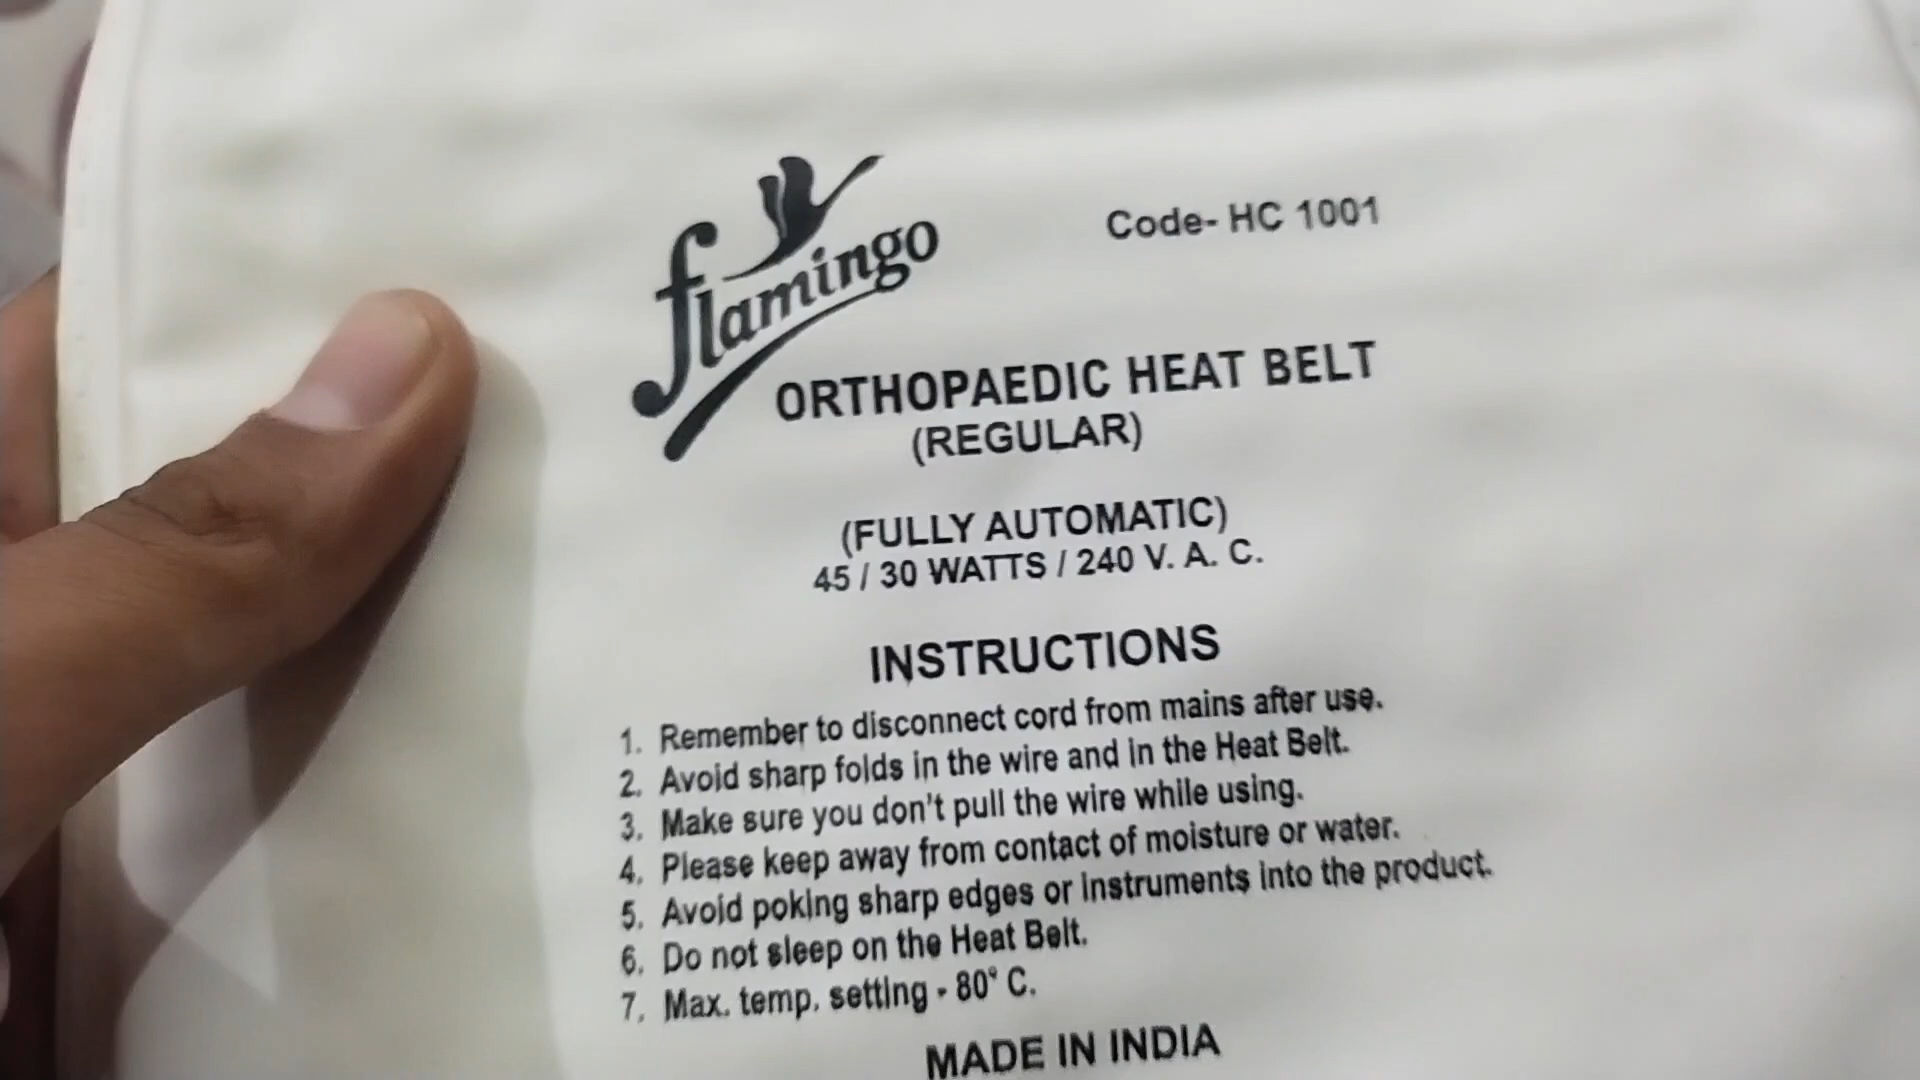 flamingo
Code- HC 1001
ORTHOPAEDIC HEAT BELT
(REGULAR)
(FULLY AUTOMATIC)
45 / 30 WATTS / 240 V. A. C.
INSTRUCTIONS
1. Remember to disconnect cord from mains after use.
2. Avoid sharp folds in the wire and in the Heat Belt.
3. Make sure you don't pull the wire while using.
4. Please keep away from contact of moisture or water.
5. Avoid poking sharp edges or instruments into the product.
6. Do not sleep on the Heat Belt.
7. Max. temp. setting - 80° C.
MADE IN INDIA